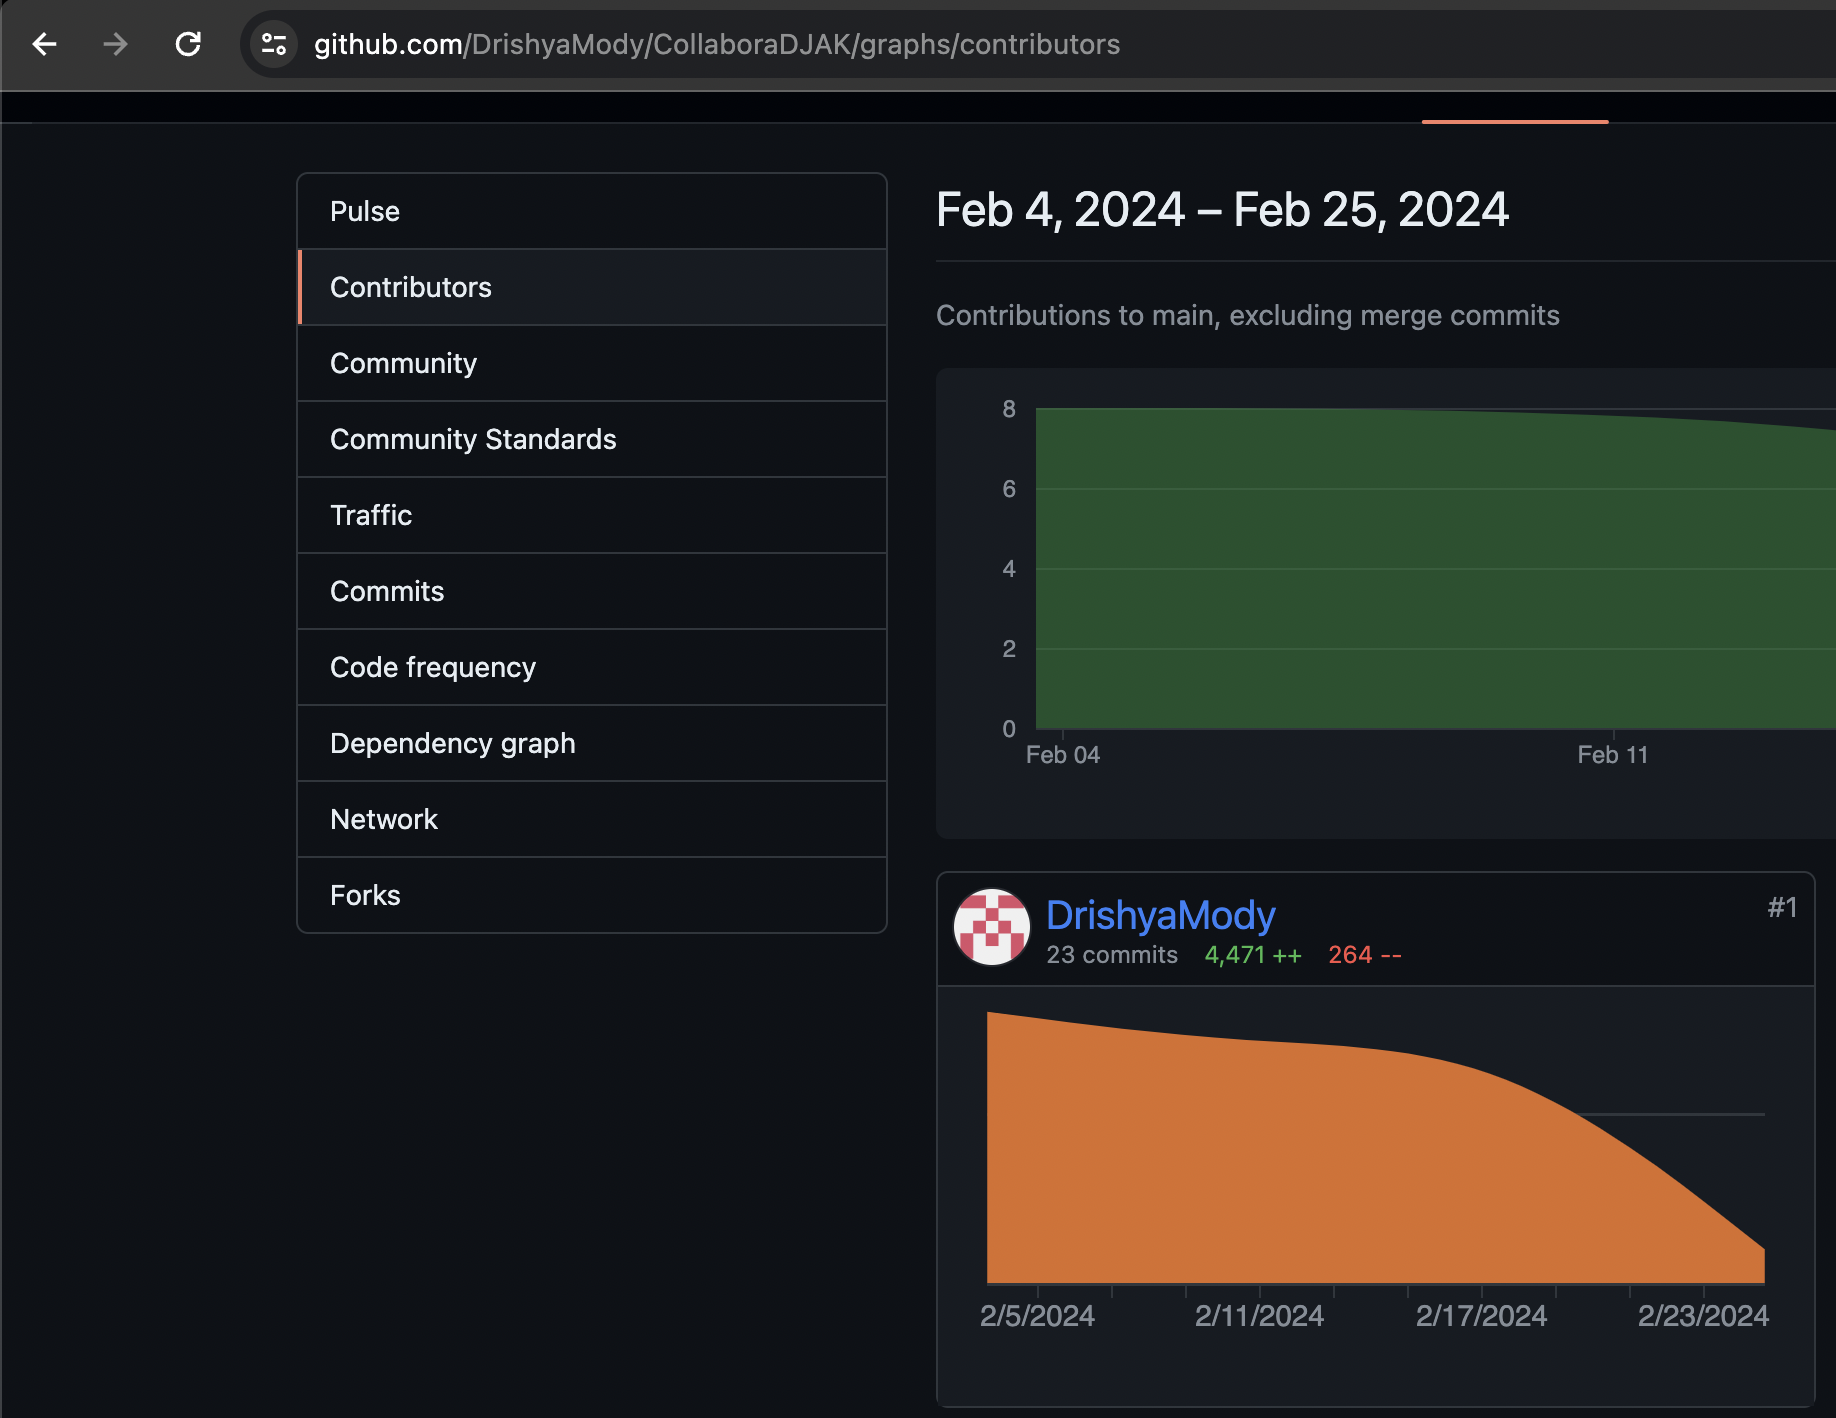 github.com/DrishyaMody/CollaboraDJAK/graphs/contributors
Pulse
Contributors
Community
Community Standards
Traffic
Commits
Code frequency
Dependency graph
Network
Forks
Feb 4, 2024 – Feb 25, 2024
Contributions to main, excluding merge commits
8
6
4
2
0
Feb 04 Feb 11
DrishyaMody #1
23 commits 4,471 ++ 264 --
2/5/2024 2/11/2024 2/17/2024 2/23/2024